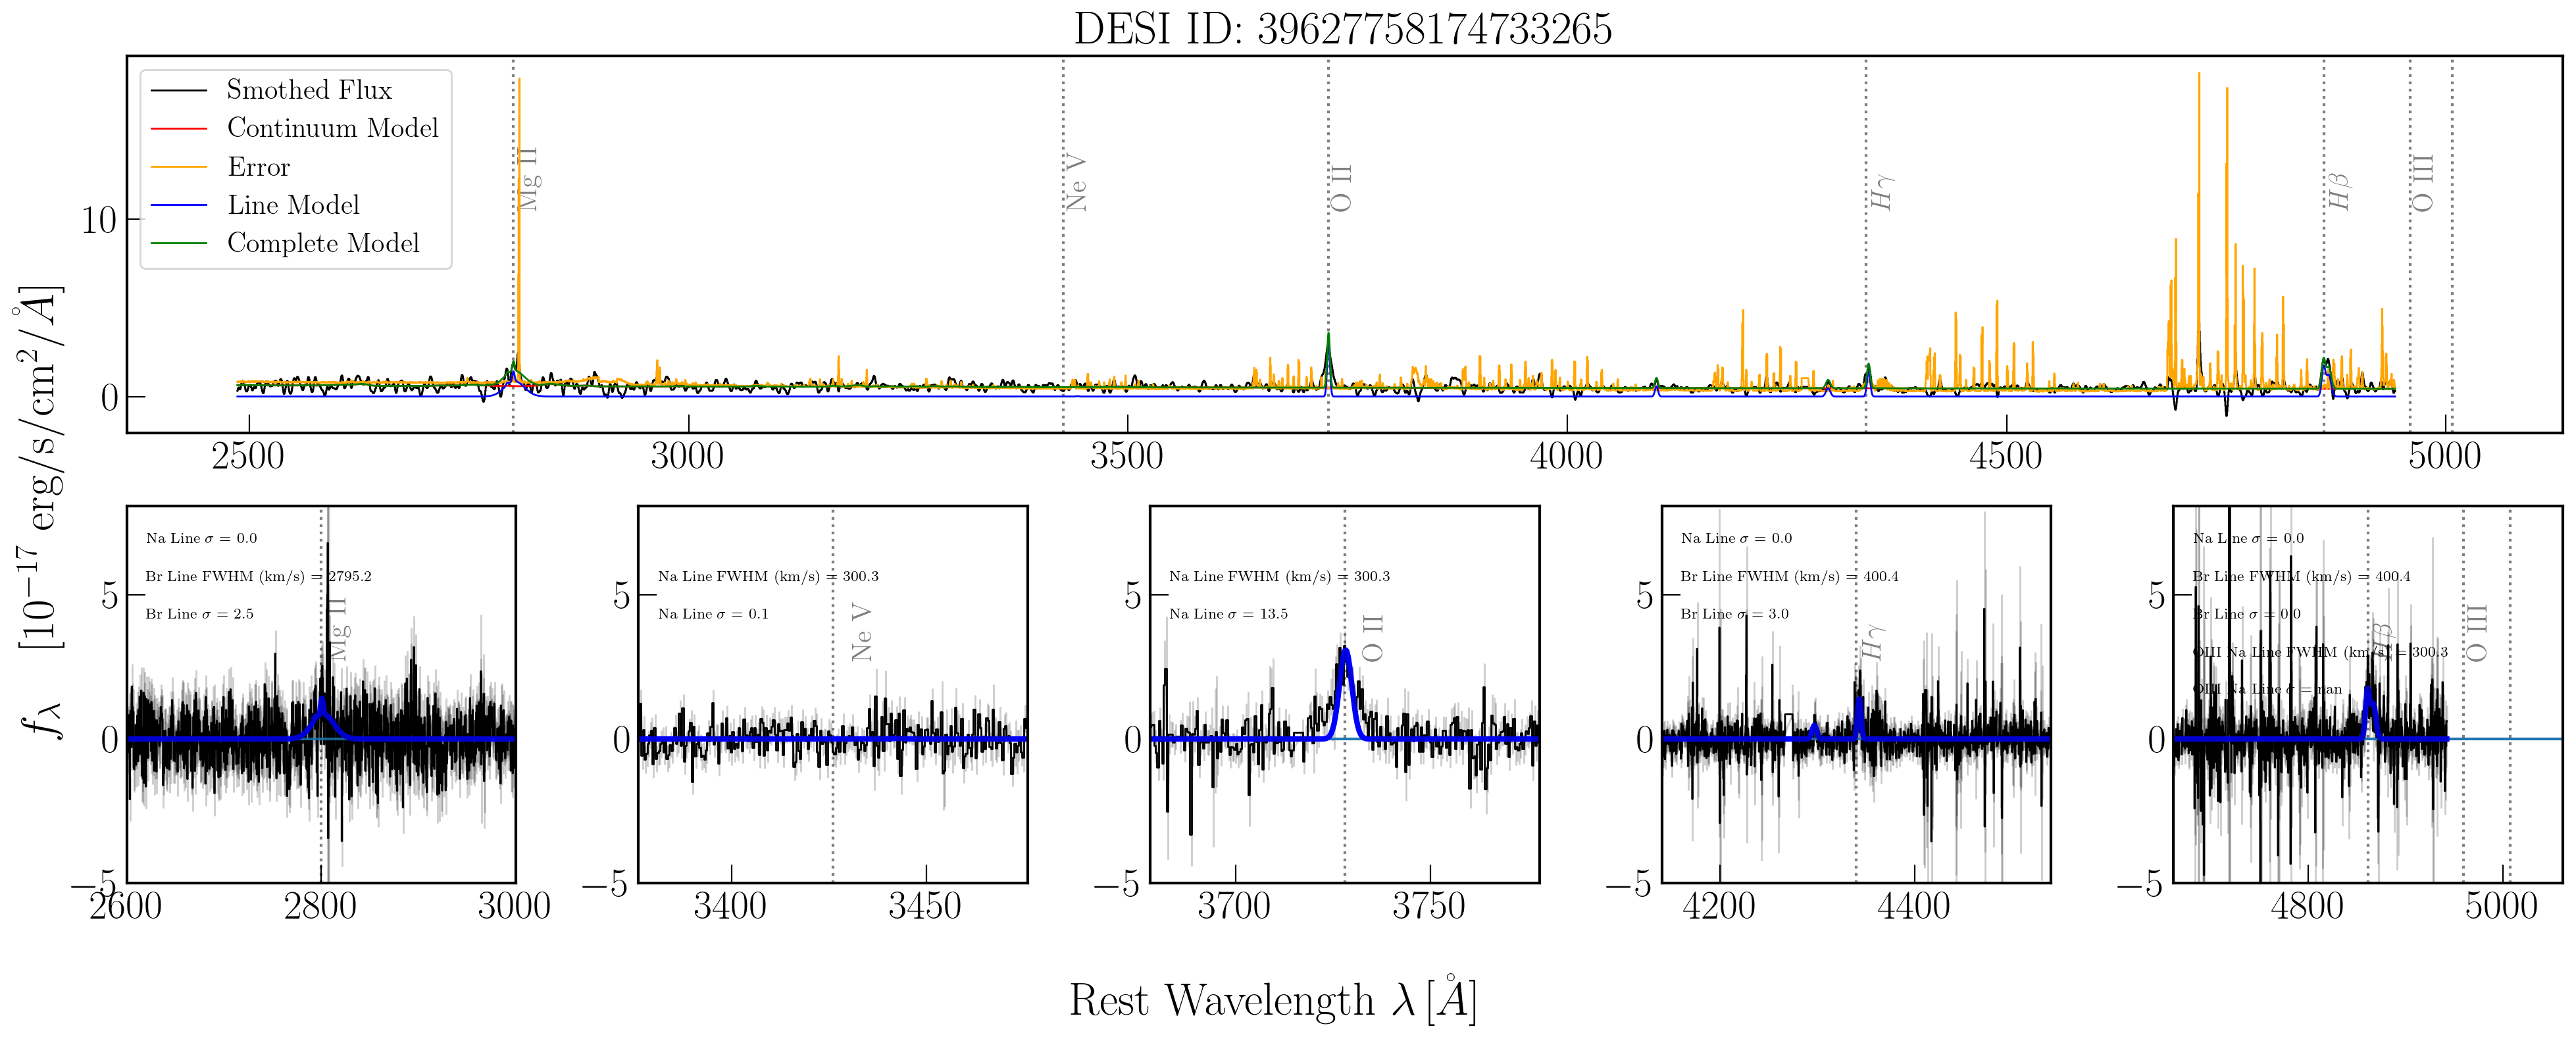 DESI ID: 39627758174733265
Smothed Flux
Continuum Model
Error
Line Model
Complete Model
Mg II
Ne V
O II
Hγ
Hβ
O III
10
0
2500
3000
3500
4000
4500
5000
f_λ [10^−17 erg/s/cm^2/Å]
Na Line σ = 0.0
Br Line FWHM (km/s) = 2795.2
Br Line σ = 2.5
Mg II
5
0
−5
2600
2800
3000
Na Line FWHM (km/s) = 300.3
Na Line σ = 0.1
Ne V
5
0
−5
3400
3450
Na Line FWHM (km/s) = 300.3
Na Line σ = 13.5
O II
5
0
−5
3700
3750
Na Line σ = 0.0
Br Line FWHM (km/s) = 400.4
Br Line σ = 3.0
Hγ
5
0
−5
4200
4400
Na Line σ = 0.0
Br Line FWHM (km/s) = 400.4
Br Line σ = 0.0
OIII Na Line FWHM (km/s) = 300.3
OIII Na Line σ = nan
Hβ
O III
5
0
−5
4800
5000
Rest Wavelength λ [Å]